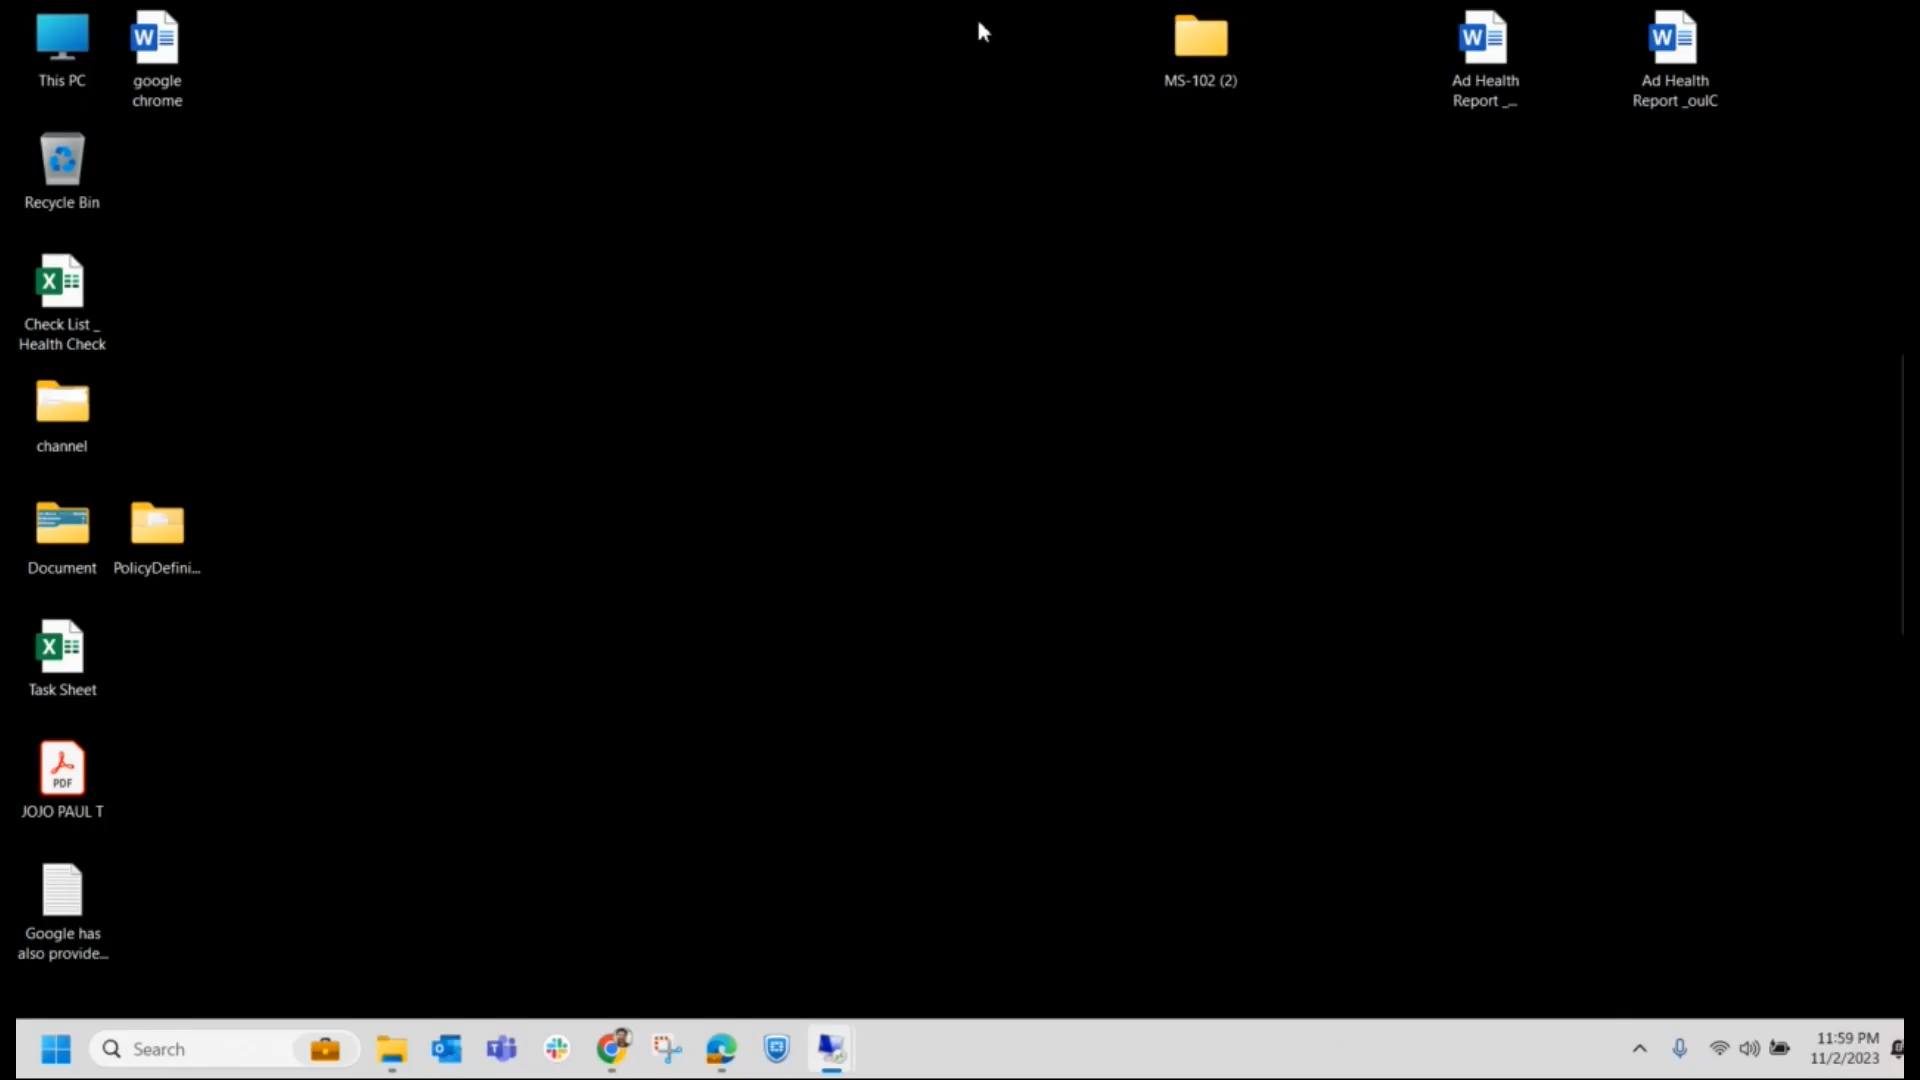 This PC
google
chrome
MS-102 (2)
Ad Health
Report _...
Ad Health
Report _oulC
Recycle Bin
Check List _
Health Check
channel
Document
PolicyDefini...
Task Sheet
PDF
JOJO PAUL T
Google has
also provide...
Search
11:59 PM
11/2/2023